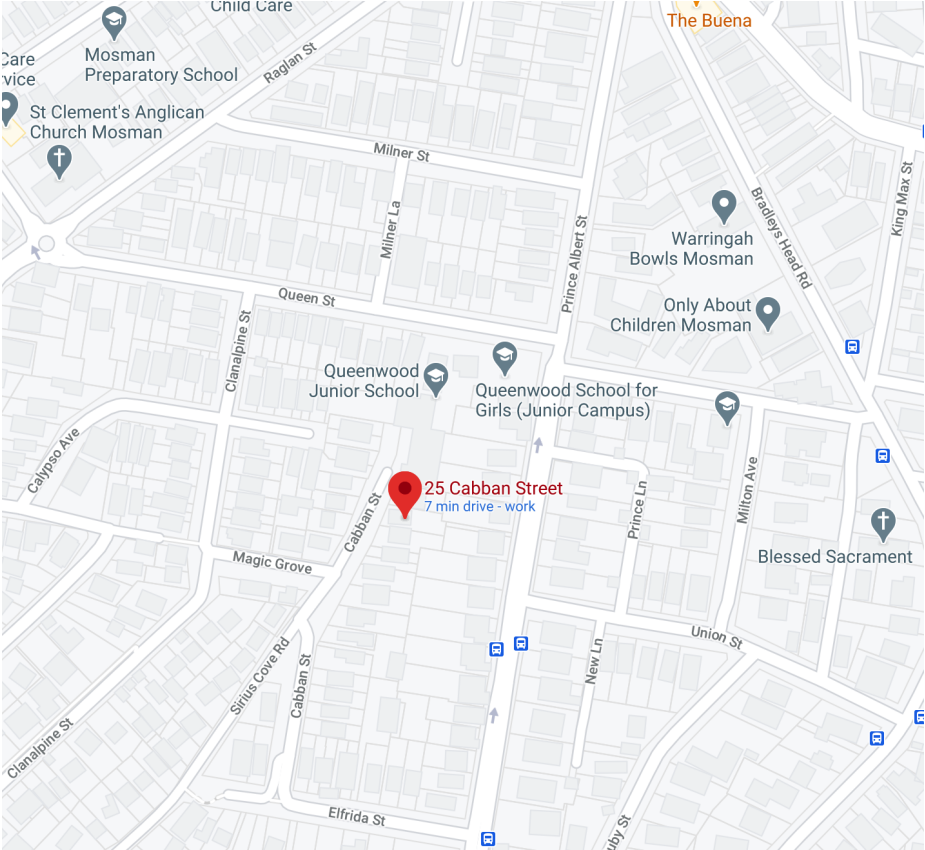 Child Care
The Buena
Mosman
Preparatory School
Raglan St
Care
rvice
St Clement's Anglican
Church Mosman
Milner St
King Max St
Bradleys Head Rd
Milner La
Prince Albert St
Warringah
Bowls Mosman
Queen St
Only About
Children Mosman
Clanalpine St
Queenwood
Junior School
Queenwood School for
Girls (Junior Campus)
Calypso Ave
25 Cabban Street
7 min drive - work
Cabban St
Prince Ln
Milton Ave
Magic Grove
Blessed Sacrament
Union St
Sirius Cove Rd
Cabban St
New Ln
Clanalpine St
Elfrida St
uby St